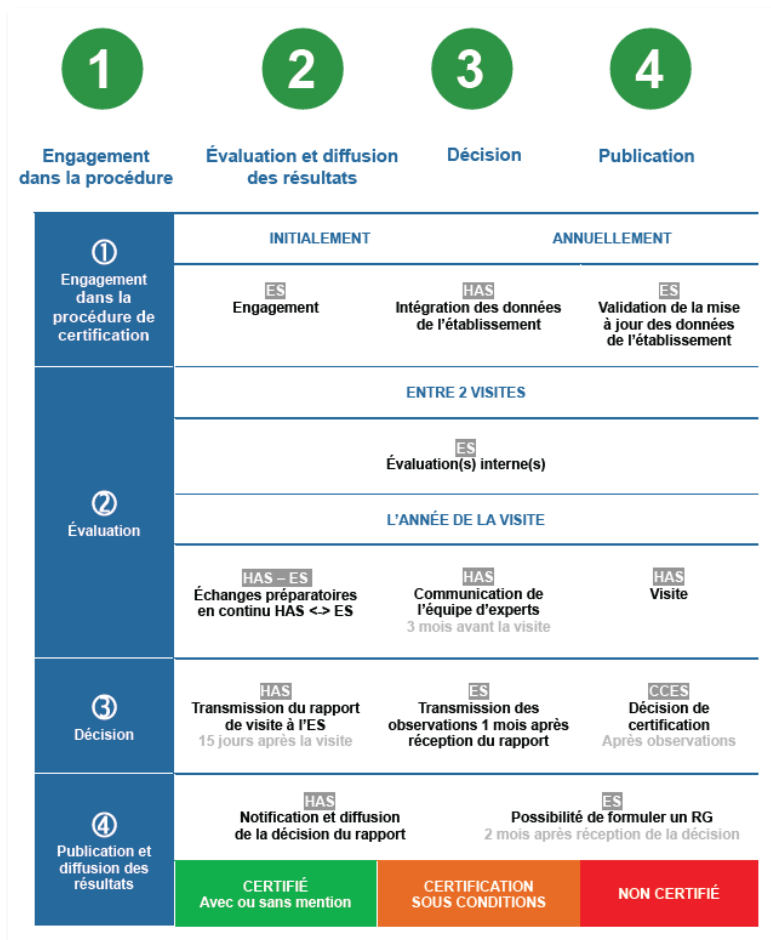 1
2
3
4
Engagement
dans la procédure
Évaluation et diffusion
des résultats
Décision
Publication
①
Engagement
dans la
procédure de
certification
INITIALEMENT
ANNUELLEMENT
ES
Engagement
HAS
Intégration des données
de l'établissement
ES
Validation de la mise
à jour des données
de l'établissement
②
Évaluation
ENTRE 2 VISITES
ES
Évaluation(s) interne(s)
L'ANNÉE DE LA VISITE
HAS – ES
Échanges préparatoires
en continu HAS <-> ES
HAS
Communication de
l'équipe d'experts
3 mois avant la visite
HAS
Visite
③
Décision
HAS
Transmission du rapport
de visite à l'ES
15 jours après la visite
ES
Transmission des
observations 1 mois après
réception du rapport
CCES
Décision de
certification
Après observations
④
Publication et
diffusion des
résultats
HAS
Notification et diffusion
de la décision du rapport
ES
Possibilité de formuler un RG
2 mois après réception de la décision
CERTIFIÉ
Avec ou sans mention
CERTIFICATION
SOUS CONDITIONS
NON CERTIFIÉ